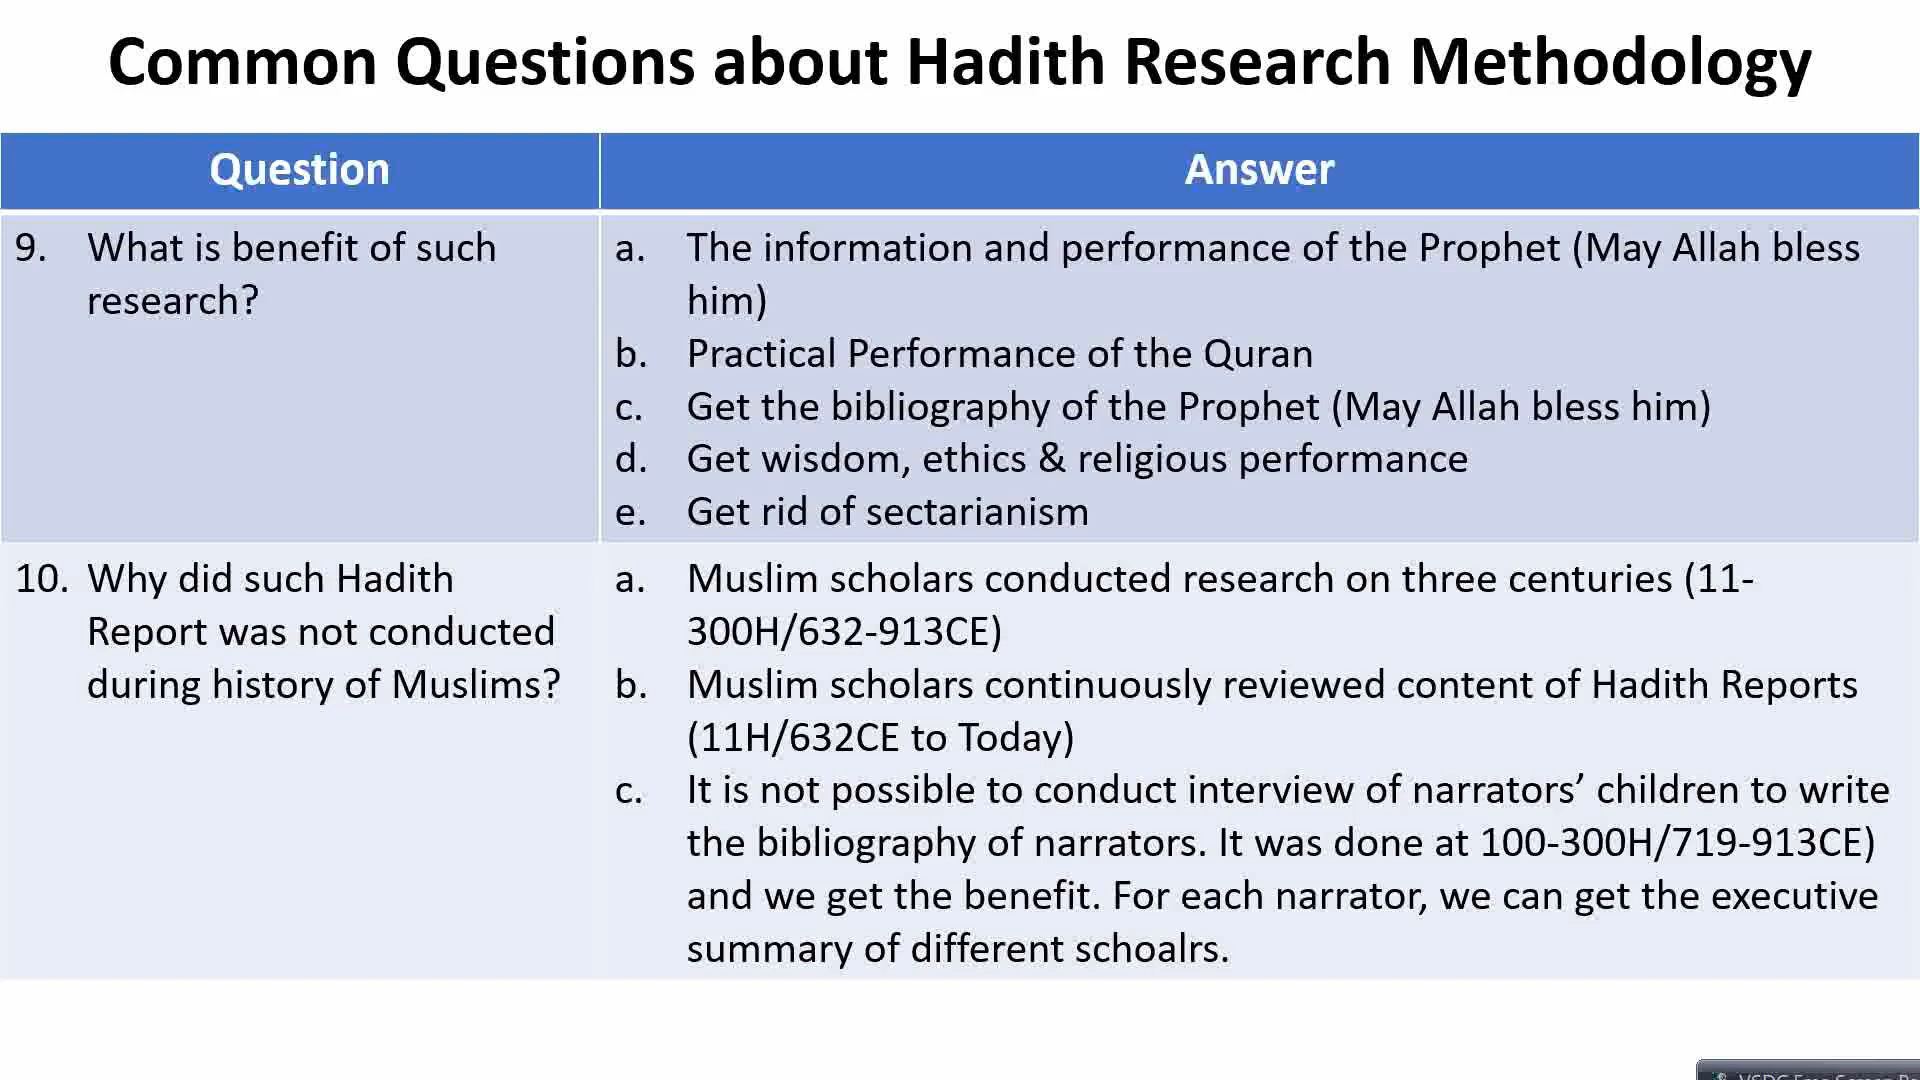 Common Questions about Hadith Research Methodology
Question
Answer
9. What is benefit of such
research?
a. The information and performance of the Prophet (May Allah bless
him)
b. Practical Performance of the Quran
c. Get the bibliography of the Prophet (May Allah bless him)
d. Get wisdom, ethics & religious performance
e. Get rid of sectarianism
10. Why did such Hadith
Report was not conducted
during history of Muslims?
a. Muslim scholars conducted research on three centuries (11-
300H/632-913CE)
b. Muslim scholars continuously reviewed content of Hadith Reports
(11H/632CE to Today)
c. It is not possible to conduct interview of narrators’ children to write
the bibliography of narrators. It was done at 100-300H/719-913CE)
and we get the benefit. For each narrator, we can get the executive
summary of different schoalrs.